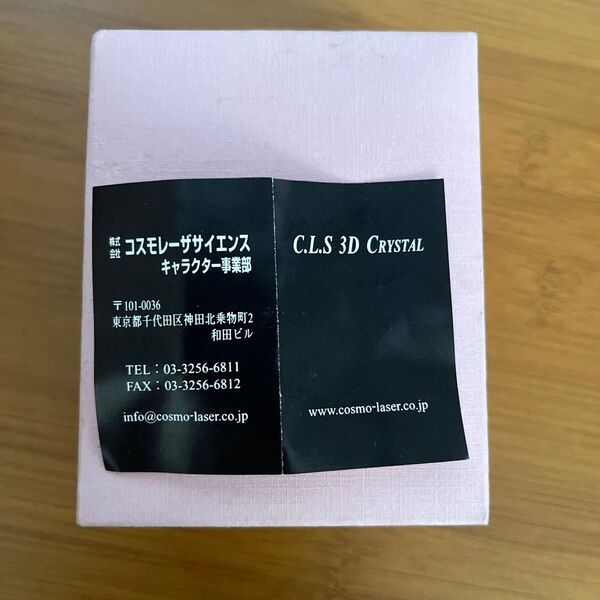 株式会社 コスモレーザサイエンス
キャラクター事業部
〒101-0036
東京都千代田区神田北乗物町2
和田ビル
TEL：03-3256-6811
FAX：03-3256-6812
info@cosmo-laser.co.jp
C.L.S 3D CRYSTAL
www.cosmo-laser.co.jp